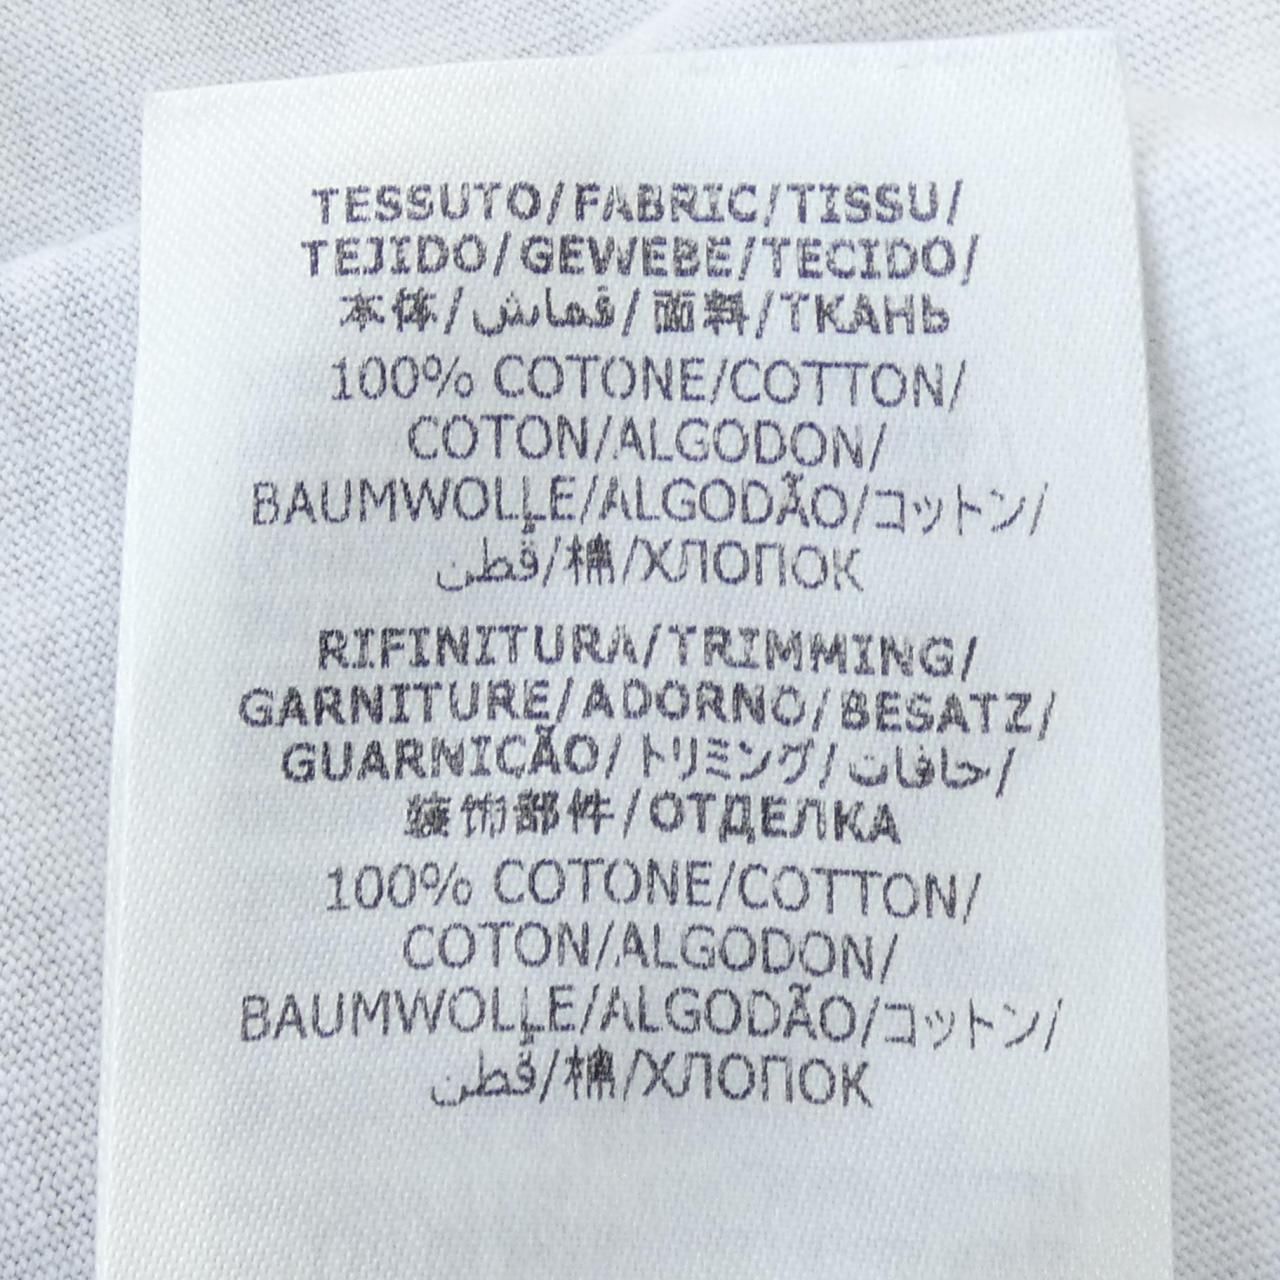 TESSUTO/FABRIC/TISSU/
TEJIDO/GEWEBE/TECIDO/
本体/قماش/面料/ТКАНЬ
100% COTONE/COTTON/
COTON/ALGODON/
BAUMWOLLE/ALGODÃO/コットン/
قُطن/棉/ХЛОПОК
RIFINITURA/TRIMMING/
GARNITURE/ADORNO/BESATZ/
GUARNICÃO/トリミング/حافات/
装饰部件/ОТДЕЛКА
100% COTONE/COTTON/
COTON/ALGODON/
BAUMWOLLE/ALGODÃO/コットン/
قُطن/棉/ХЛОПОК